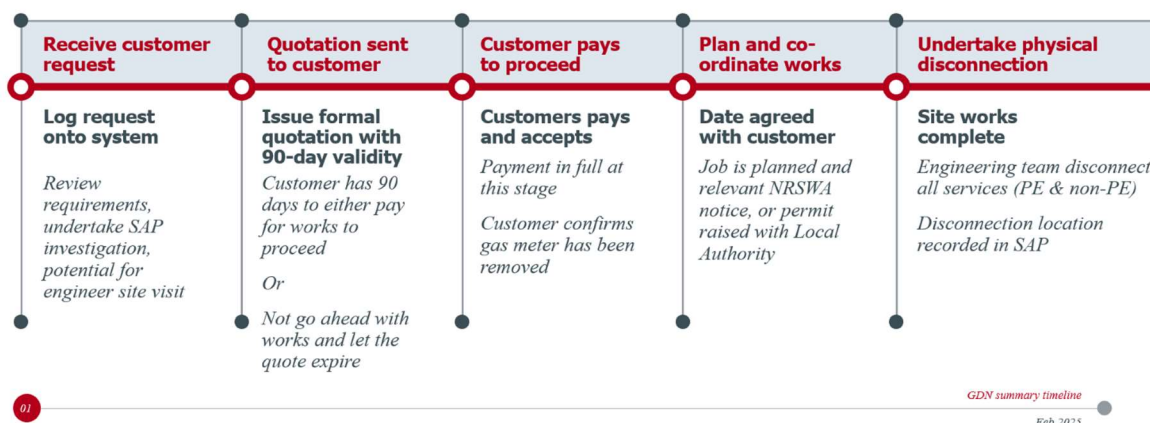 Receive customer
request
Quotation sent
to customer
Customer pays
to proceed
Plan and co-
ordinate works
Undertake physical
disconnection
Log request
onto system
Review
requirements,
undertake SAP
investigation,
potential for
engineer site visit
Issue formal
quotation with
90-day validity
Customer has 90
days to either pay
for works to
proceed
Or
Not go ahead with
works and let the
quote expire
Customers pays
and accepts
Payment in full at
this stage
Customer confirms
gas meter has been
removed
Date agreed
with customer
Job is planned and
relevant NRSWA
notice, or permit
raised with Local
Authority
Site works
complete
Engineering team disconnect
all services (PE & non-PE)
Disconnection location
recorded in SAP
01
GDN summary timeline
Feb 2025